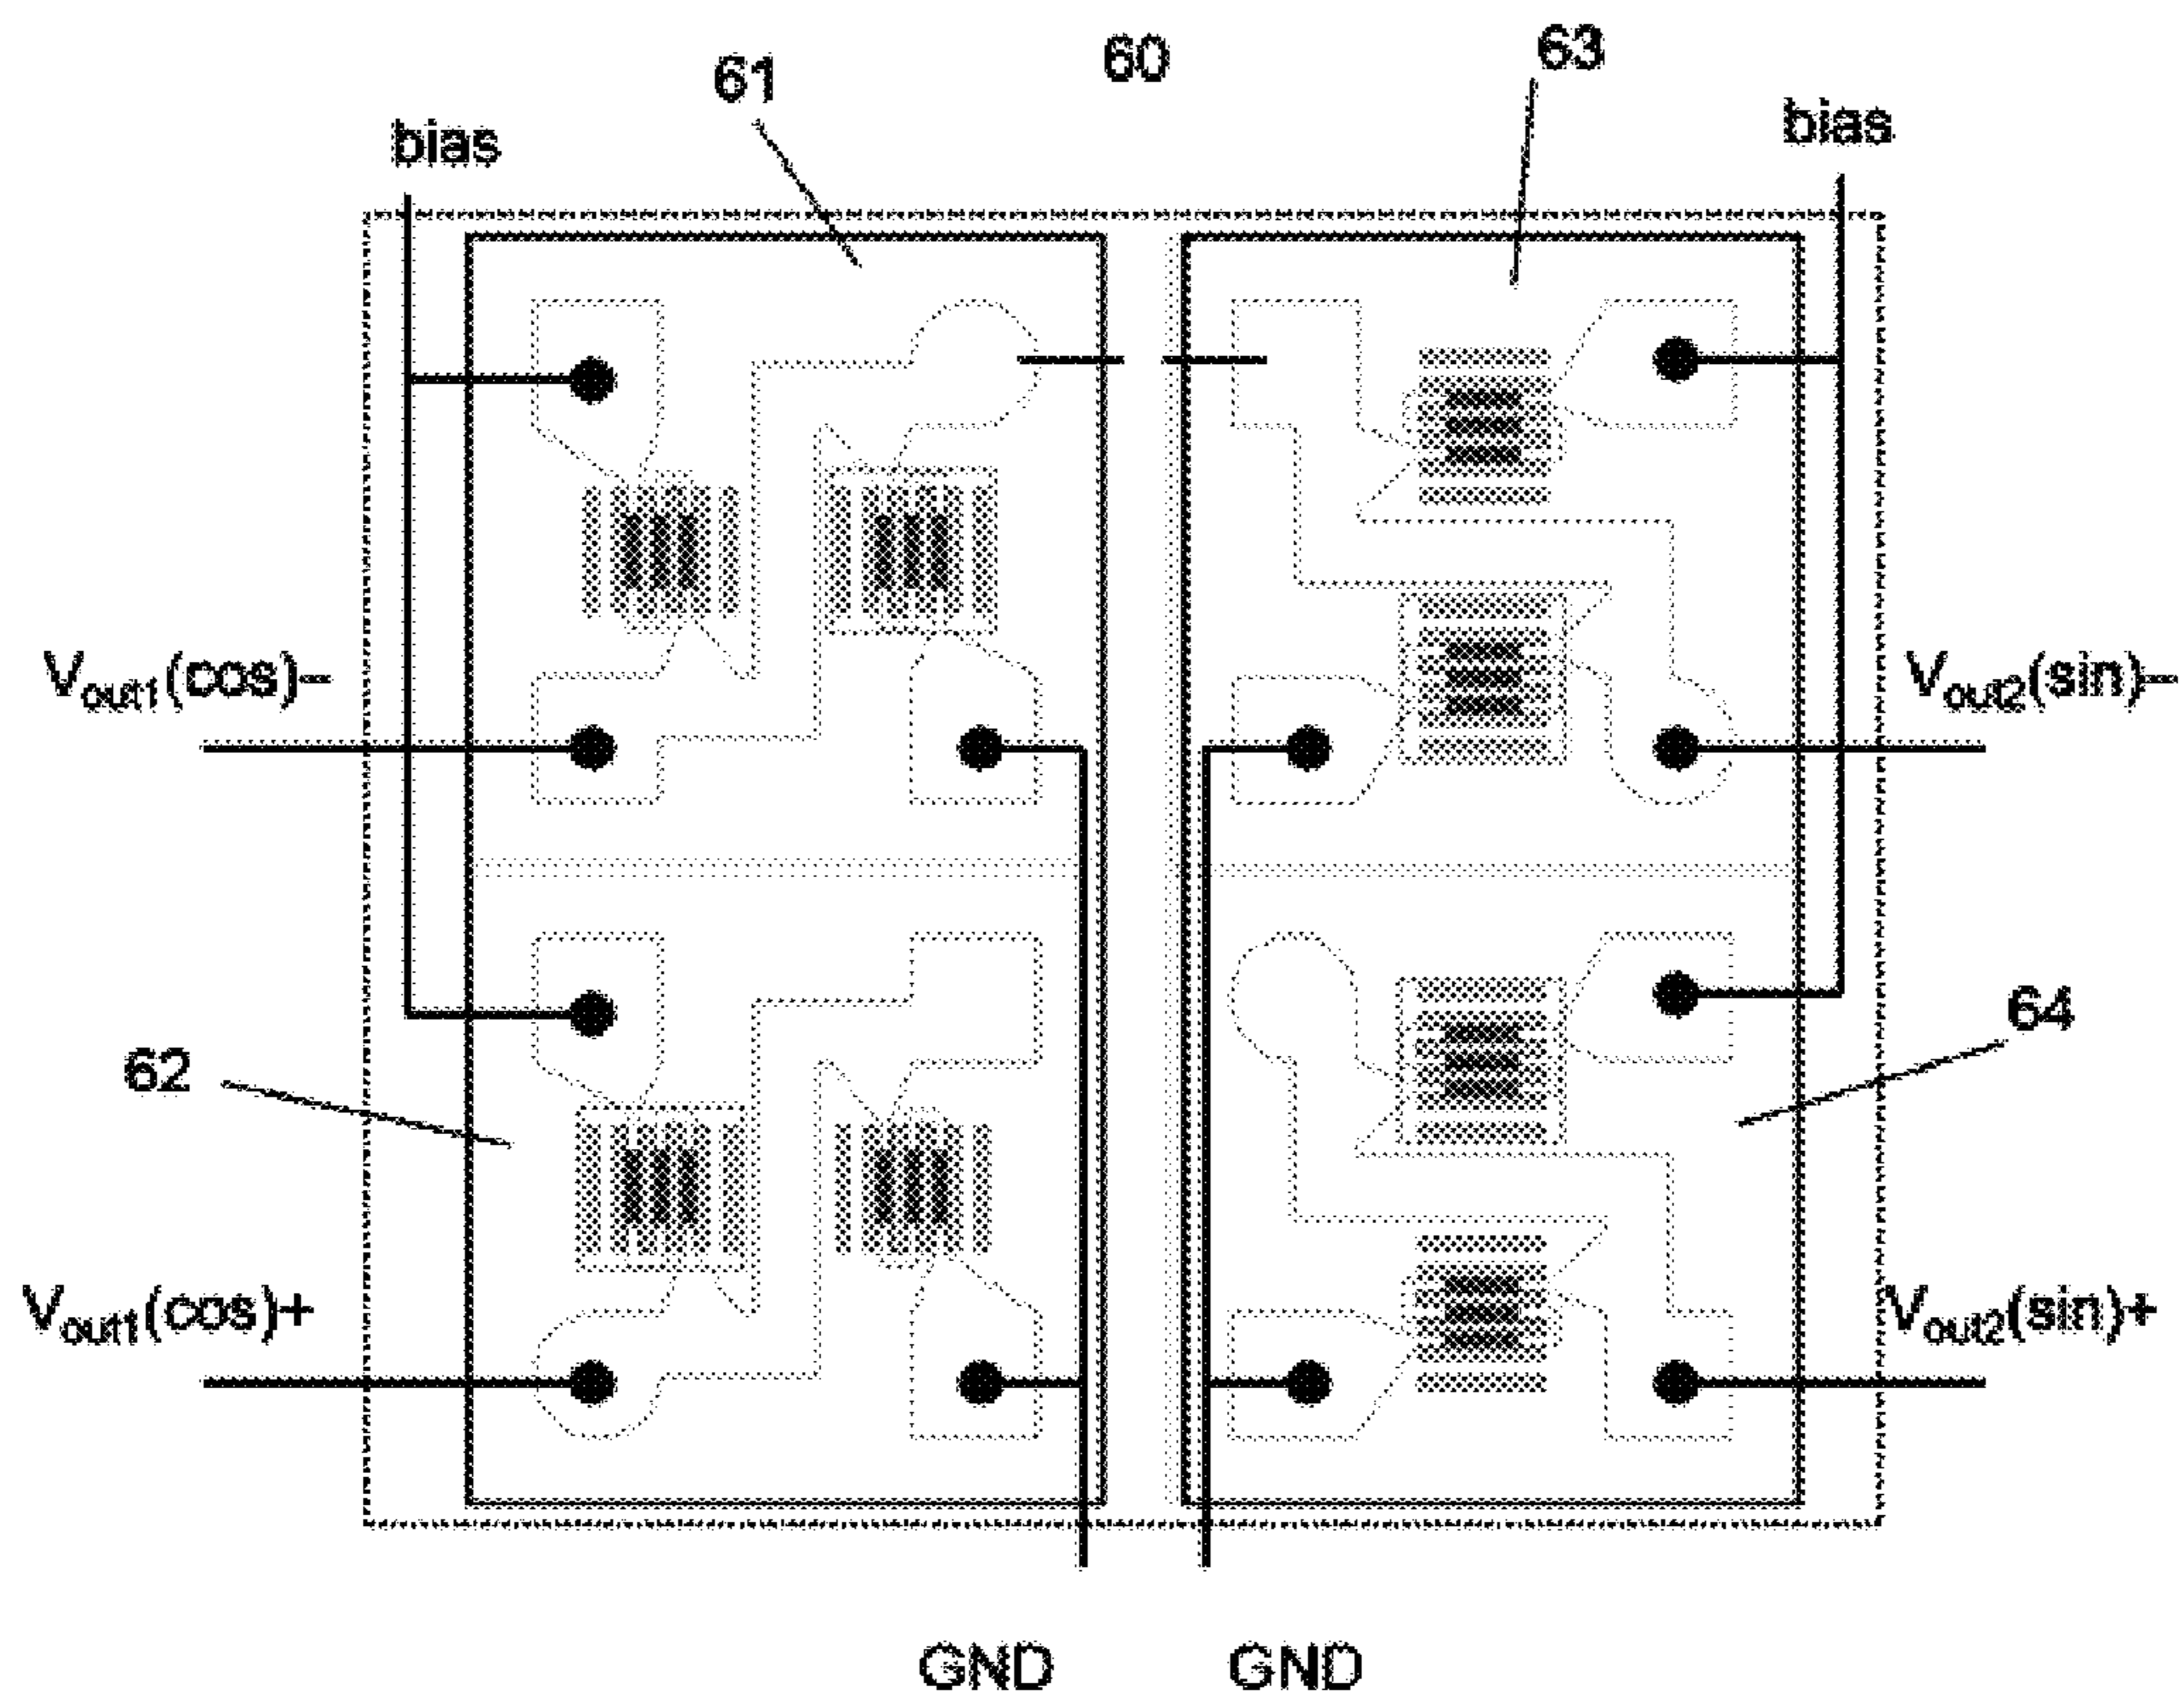 60
63
61
bias
bias
Vout1(cos)–
Vout2(sin)–
64
62
Vout1(cos)+
Vout2(sin)+
GND
GND